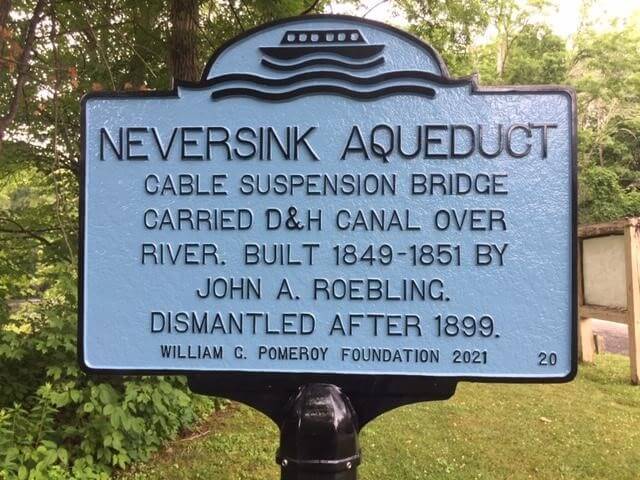 NEVERSINK AQUEDUCT
CABLE SUSPENSION BRIDGE
CARRIED D&H CANAL OVER
RIVER. BUILT 1849-1851 BY
JOHN A. ROEBLING.
DISMANTLED AFTER 1899.
WILLIAM G. POMEROY FOUNDATION 2021 20